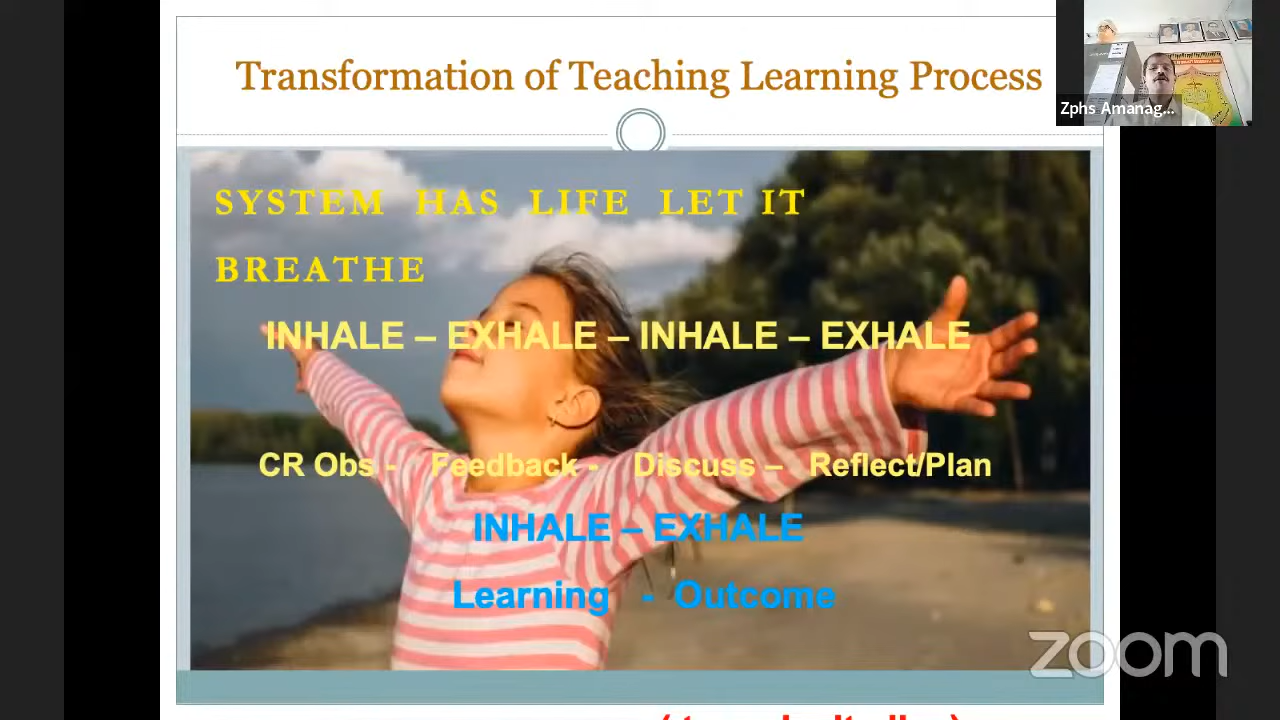 Transformation of Teaching Learning Process
Zphs Amanag...
SYSTEM HAS LIFE LET IT
BREATHE
INHALE – EXHALE – INHALE – EXHALE
CR Obs - Feedback - Discuss – Reflect/Plan
INHALE – EXHALE
Learning - Outcome
zoom